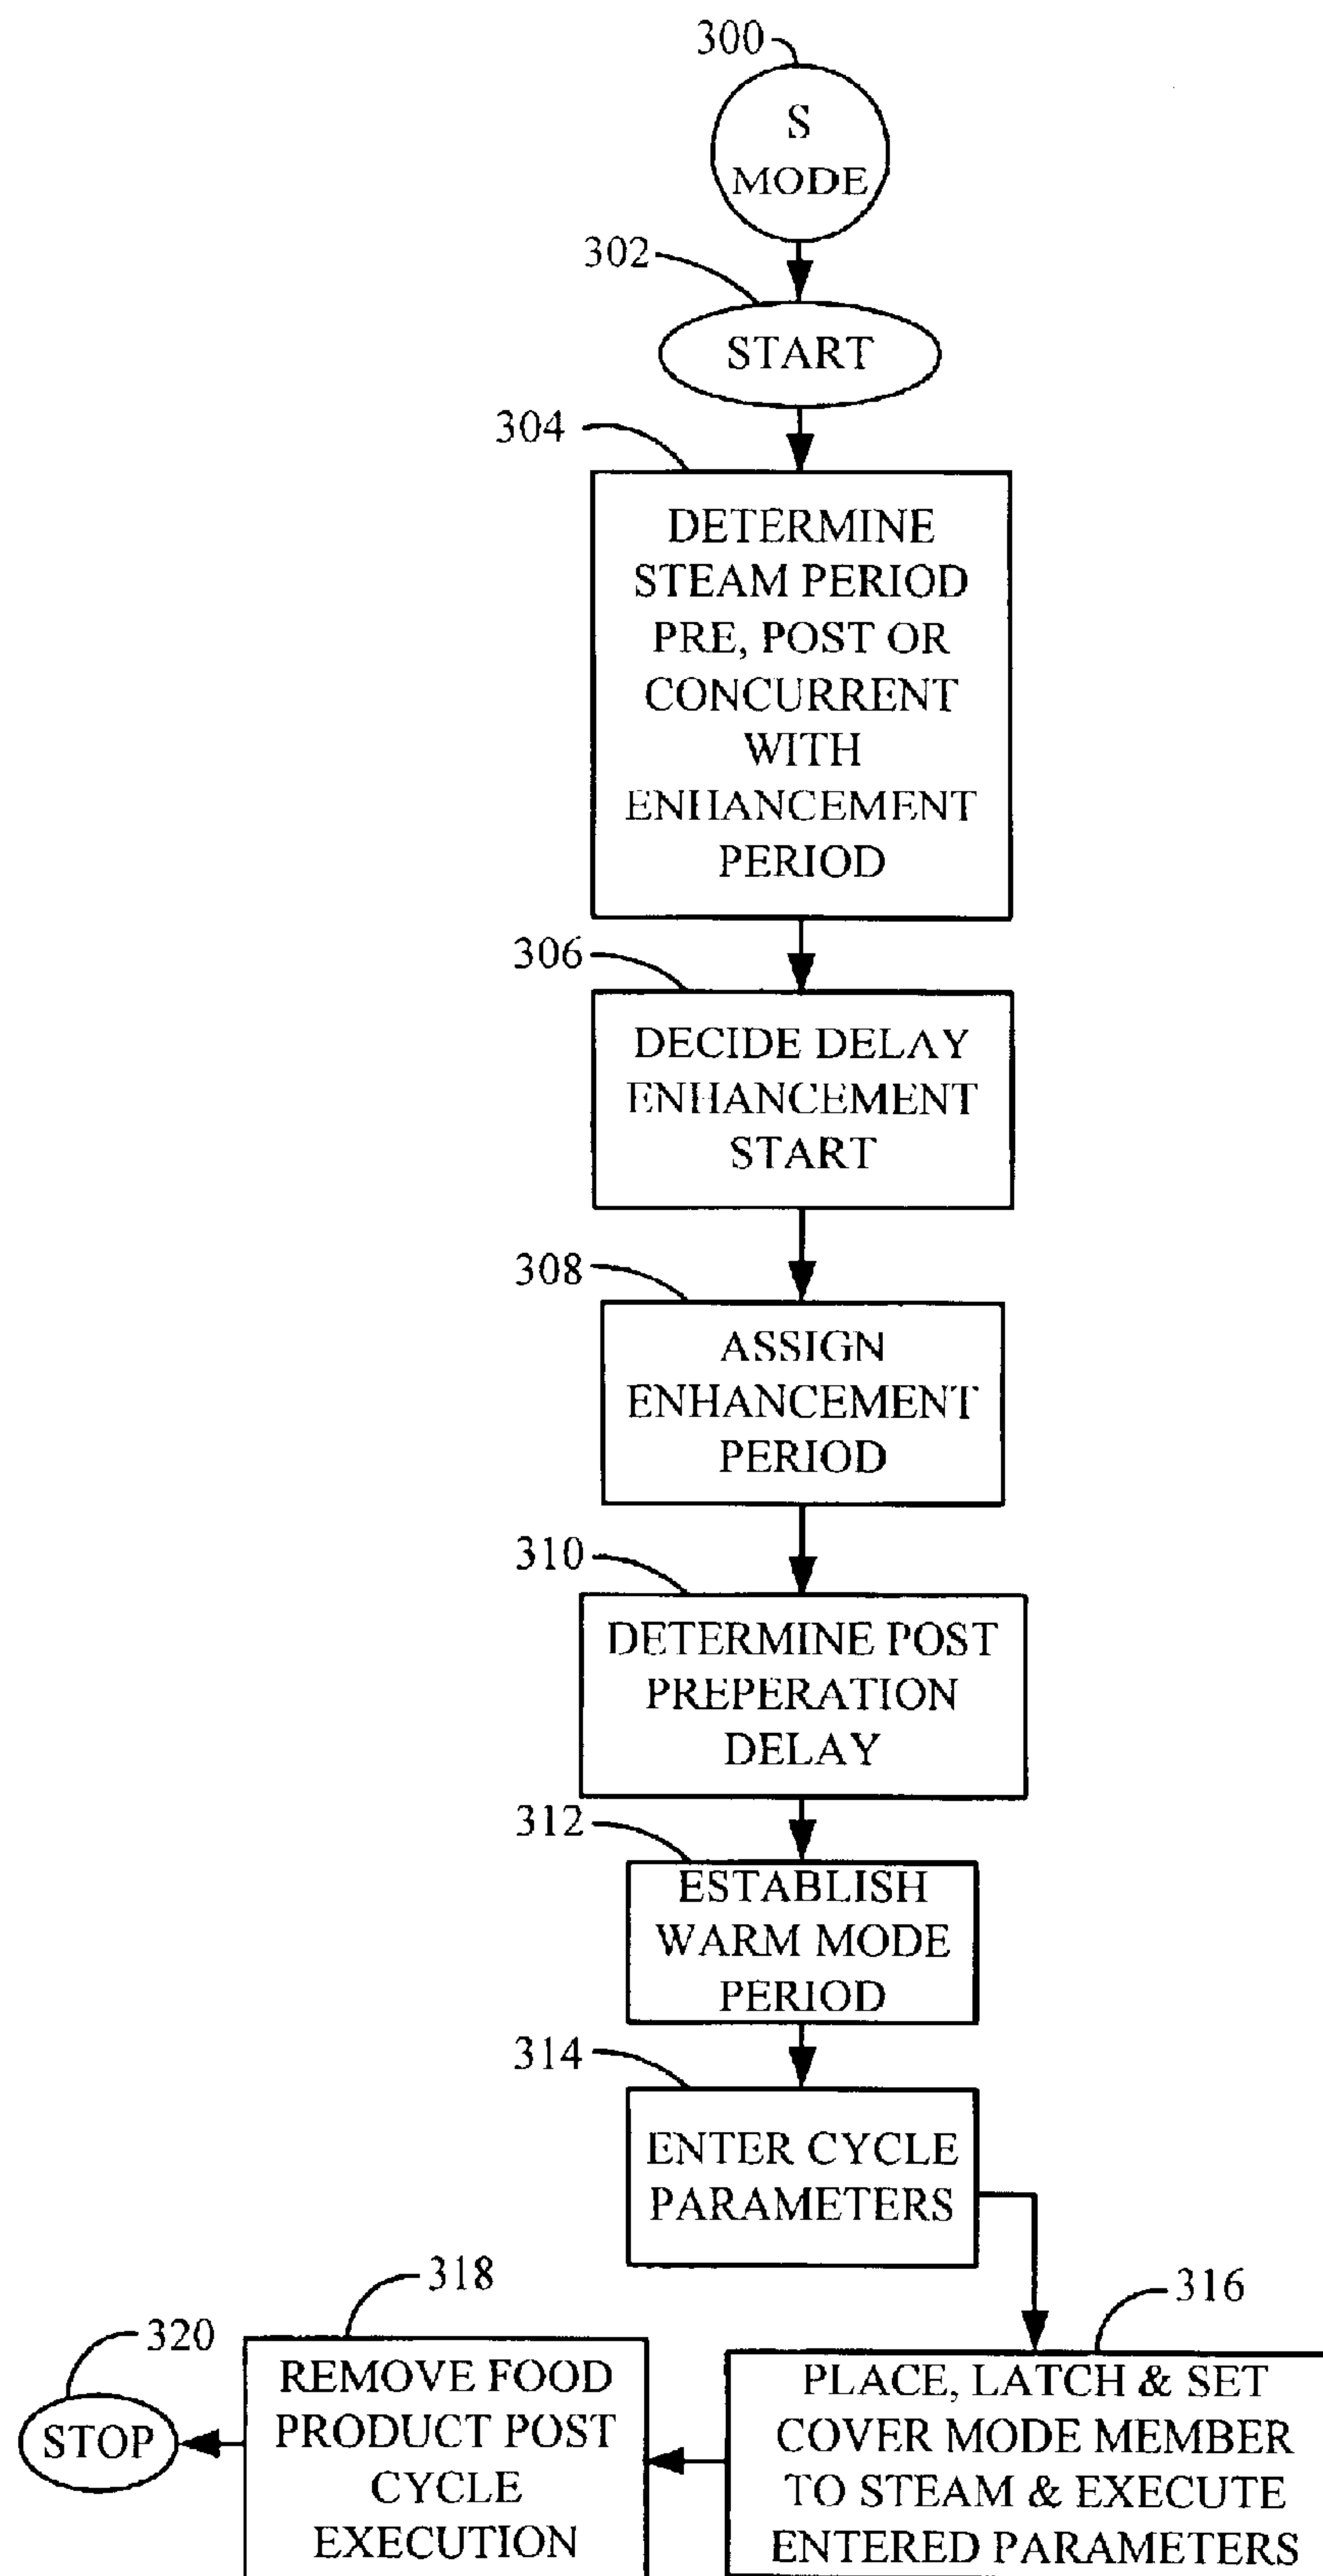 300
S
MODE
302
START
304
DETERMINE
STEAM PERIOD
PRE, POST OR
CONCURRENT
WITH
ENHANCEMENT
PERIOD
306
DECIDE DELAY
ENHANCEMENT
START
308
ASSIGN
ENHANCEMENT
PERIOD
310
DETERMINE POST
PREPERATION
DELAY
312
ESTABLISH
WARM MODE
PERIOD
314
ENTER CYCLE
PARAMETERS
316
PLACE, LATCH & SET
COVER MODE MEMBER
TO STEAM & EXECUTE
ENTERED PARAMETERS
318
REMOVE FOOD
PRODUCT POST
CYCLE
EXECUTION
320
STOP